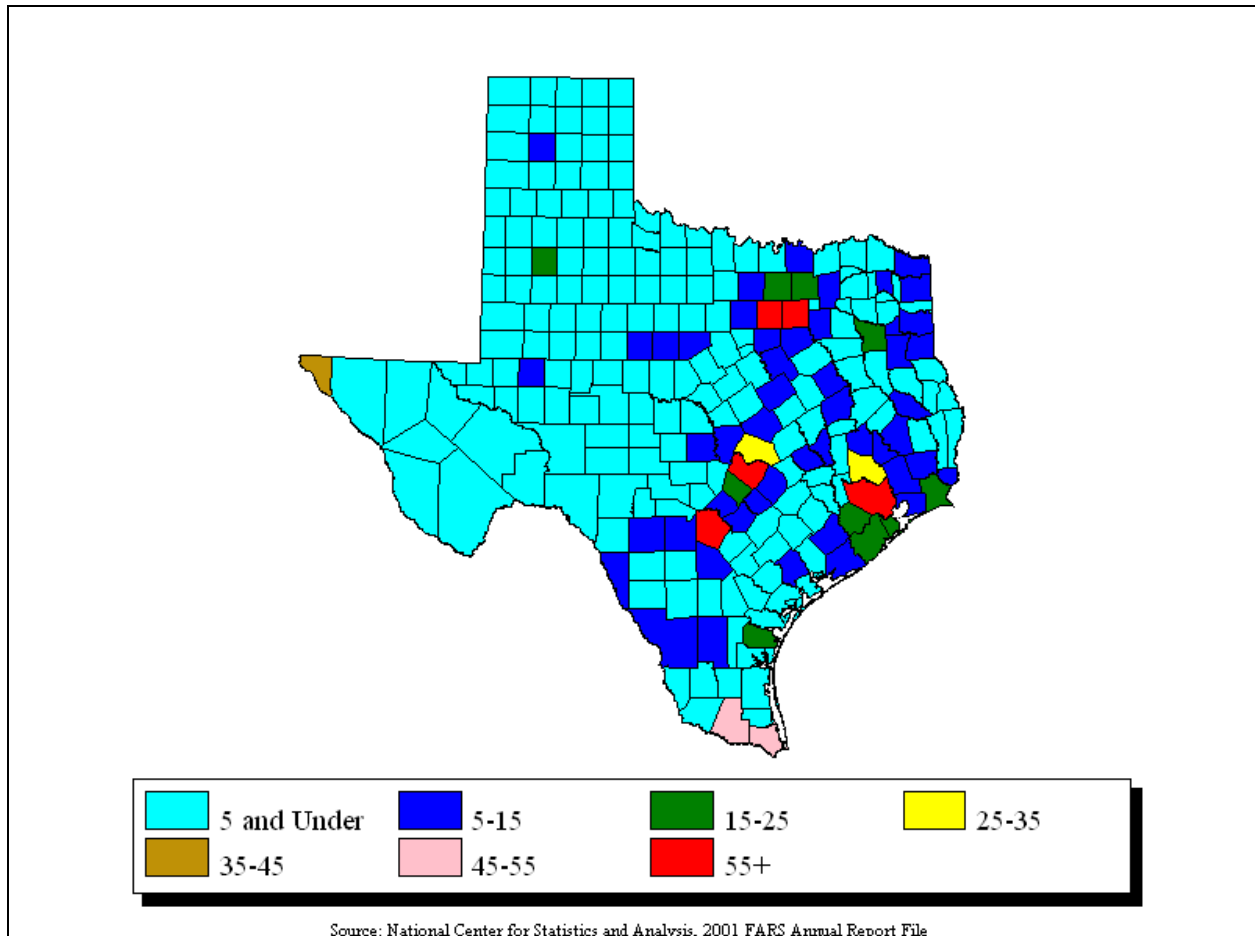 5 and Under 5-15 15-25 25-35
35-45 45-55 55+
Source: National Center for Statistics and Analysis, 2001 FARS Annual Report File